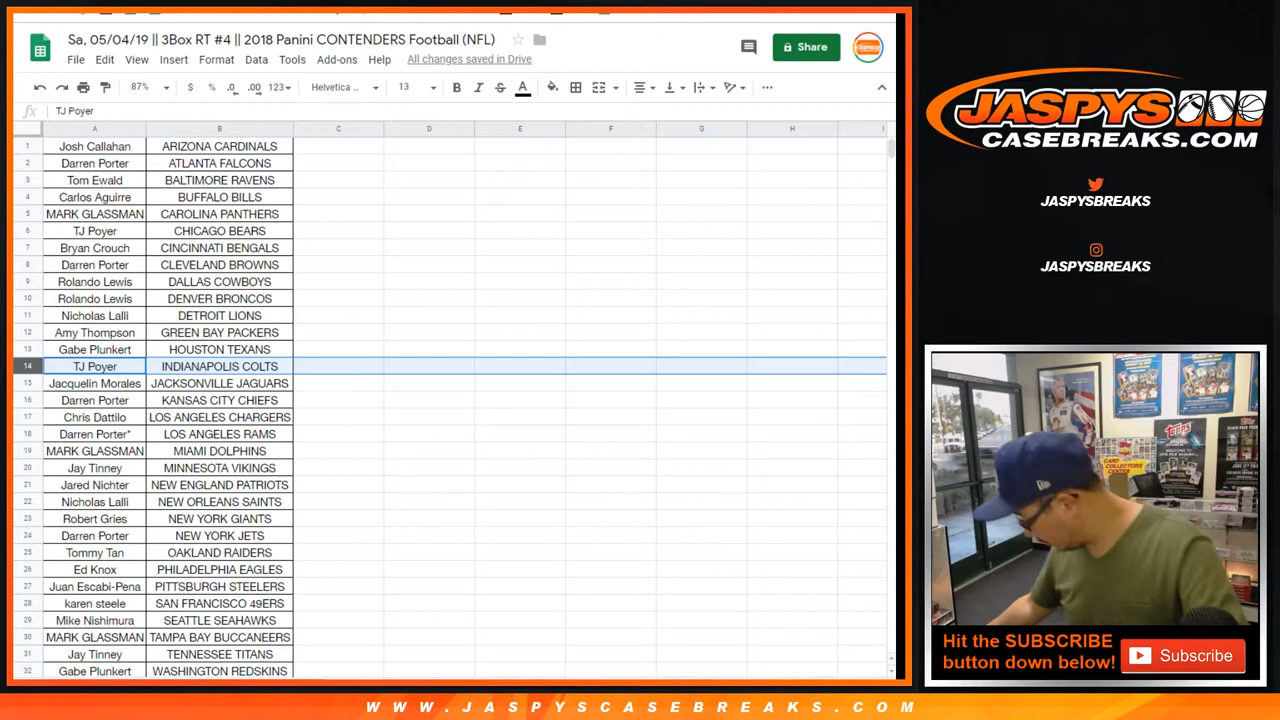 Sa, 05/04/19 || 3Box RT #4 || 2018 Panini CONTENDERS Football (NFL)
File Edit View Insert Format Data Tools Add-ons Help All changes saved in Drive
Share
87% $ % .0 .00 123 Helvetica ... 13 B I S A
fx TJ Poyer
A B C D E F G H I
1 Josh Callahan ARIZONA CARDINALS
2 Darren Porter ATLANTA FALCONS
3 Tom Ewald BALTIMORE RAVENS
4 Carlos Aguirre BUFFALO BILLS
5 MARK GLASSMAN CAROLINA PANTHERS
6 TJ Poyer CHICAGO BEARS
7 Bryan Crouch CINCINNATI BENGALS
8 Darren Porter CLEVELAND BROWNS
9 Rolando Lewis DALLAS COWBOYS
10 Rolando Lewis DENVER BRONCOS
11 Nicholas Lalli DETROIT LIONS
12 Amy Thompson GREEN BAY PACKERS
13 Gabe Plunkert HOUSTON TEXANS
14 TJ Poyer INDIANAPOLIS COLTS
15 Jacquelin Morales JACKSONVILLE JAGUARS
16 Darren Porter KANSAS CITY CHIEFS
17 Chris Dattilo LOS ANGELES CHARGERS
18 Darren Porter* LOS ANGELES RAMS
19 MARK GLASSMAN MIAMI DOLPHINS
20 Jay Tinney MINNESOTA VIKINGS
21 Jared Nichter NEW ENGLAND PATRIOTS
22 Nicholas Lalli NEW ORLEANS SAINTS
23 Robert Gries NEW YORK GIANTS
24 Darren Porter NEW YORK JETS
25 Tommy Tan OAKLAND RAIDERS
26 Ed Knox PHILADELPHIA EAGLES
27 Juan Escabi-Pena PITTSBURGH STEELERS
28 karen steele SAN FRANCISCO 49ERS
29 Mike Nishimura SEATTLE SEAHAWKS
30 MARK GLASSMAN TAMPA BAY BUCCANEERS
31 Jay Tinney TENNESSEE TITANS
32 Gabe Plunkert WASHINGTON REDSKINS
JASPYS
CASEBREAKS.COM
JASPYSBREAKS
JASPYSBREAKS
TOPPS
CARD
COLLECTORS
CENTER
Hit the SUBSCRIBE
button down below!
Subscribe
WWW.JASPYSCASEBREAKS.COM